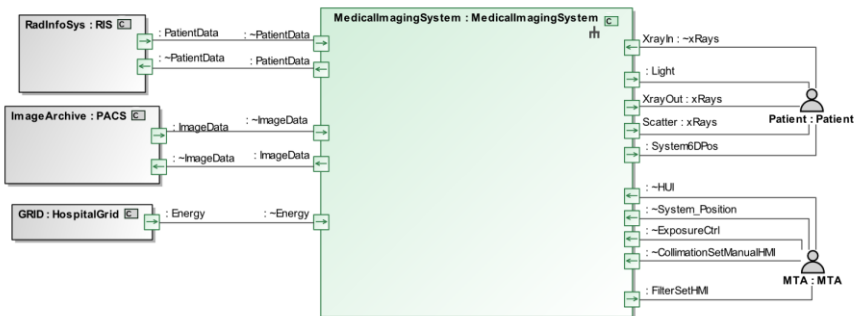 RadInfoSys : RIS
C
: PatientData
: ~PatientData
: ~PatientData
: PatientData
ImageArchive : PACS
C
: ImageData
: ~ImageData
: ~ImageData
: ImageData
GRID : HospitalGrid
C
: Energy
: ~Energy
MedicalImagingSystem : MedicalImagingSystem
C
XrayIn : ~xRays
: Light
XrayOut : xRays
Scatter : xRays
: System6DPos
Patient : Patient
: ~HUI
: ~System_Position
: ~ExposureCtrl
: ~CollimationSetManualHMI
: FilterSetHMI
MTA : MTA